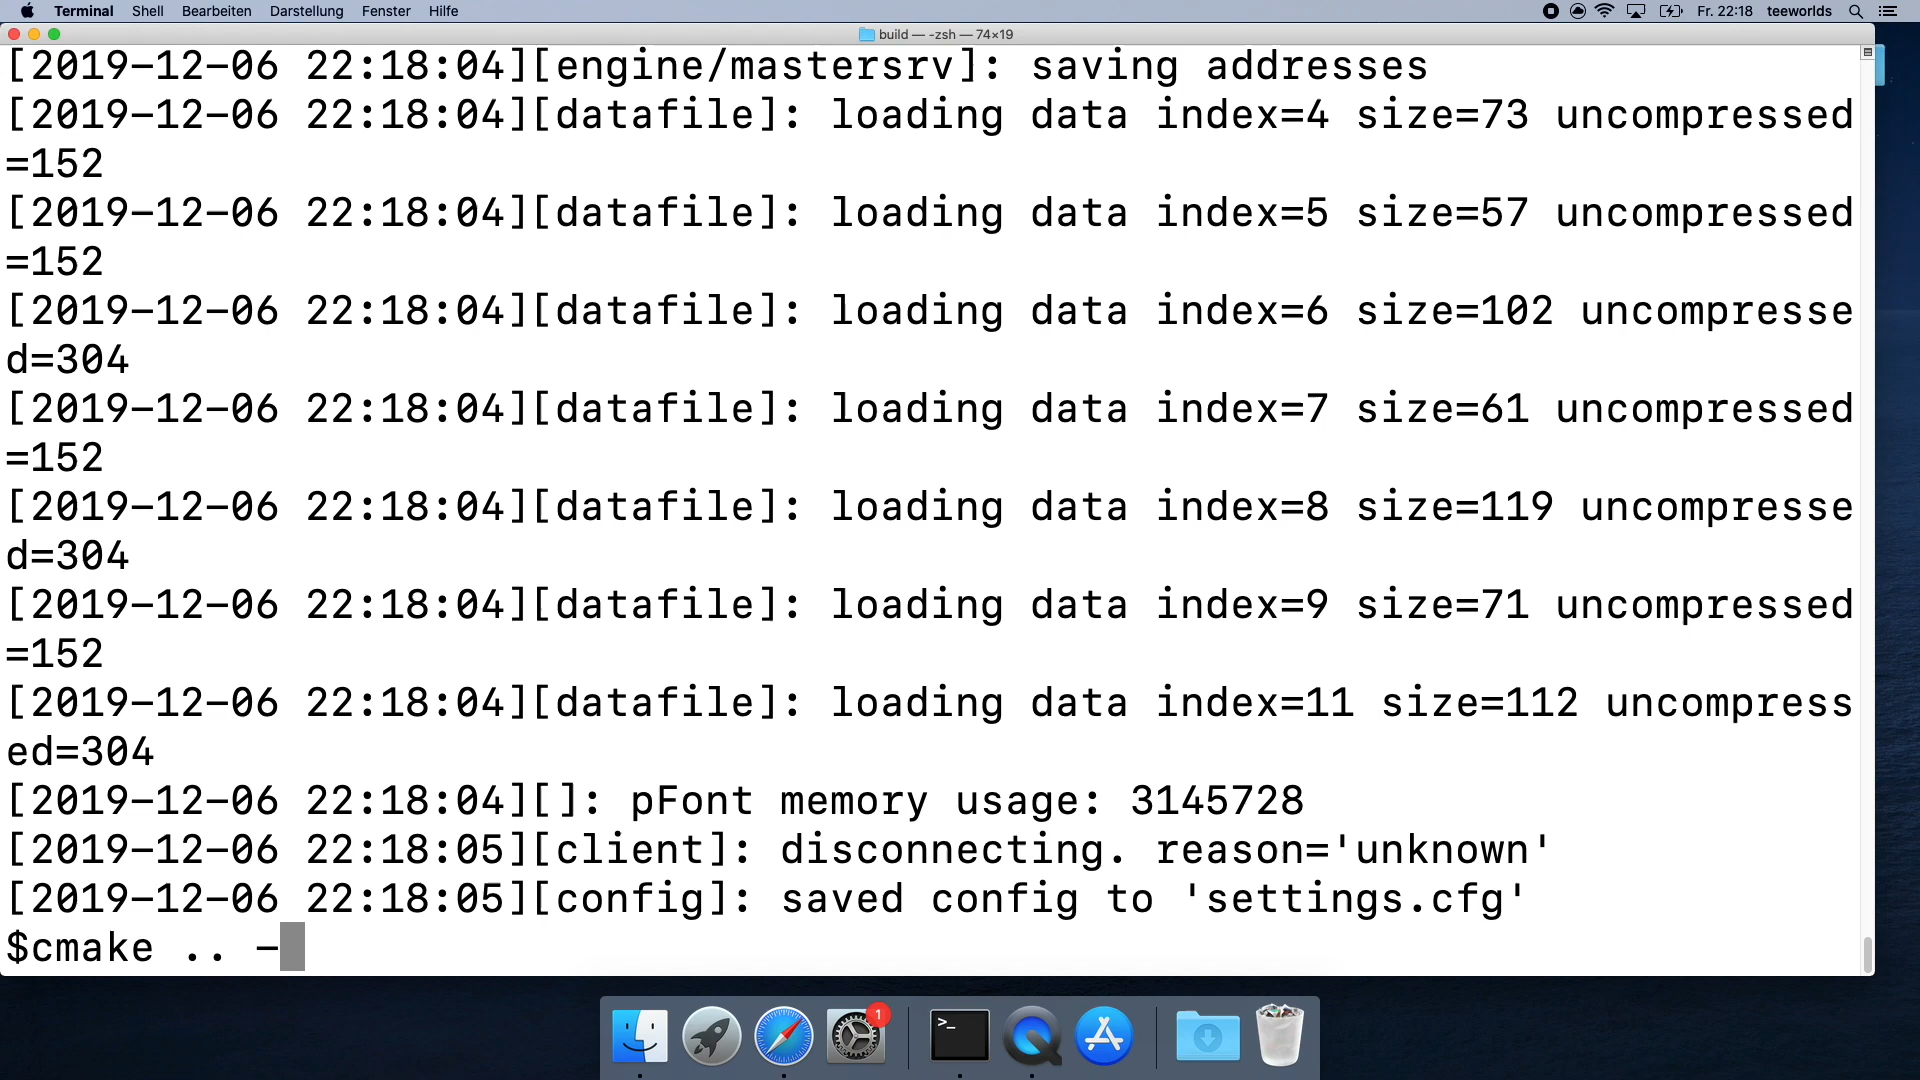 Terminal Shell Bearbeiten Darstellung Fenster Hilfe Fr. 22:18 teeworlds
build — -zsh — 74×19
[2019-12-06 22:18:04][engine/mastersrv]: saving addresses
[2019-12-06 22:18:04][datafile]: loading data index=4 size=73 uncompressed
=152
[2019-12-06 22:18:04][datafile]: loading data index=5 size=57 uncompressed
=152
[2019-12-06 22:18:04][datafile]: loading data index=6 size=102 uncompresse
d=304
[2019-12-06 22:18:04][datafile]: loading data index=7 size=61 uncompressed
=152
[2019-12-06 22:18:04][datafile]: loading data index=8 size=119 uncompresse
d=304
[2019-12-06 22:18:04][datafile]: loading data index=9 size=71 uncompressed
=152
[2019-12-06 22:18:04][datafile]: loading data index=11 size=112 uncompress
ed=304
[2019-12-06 22:18:04][]: pFont memory usage: 3145728
[2019-12-06 22:18:05][client]: disconnecting. reason='unknown'
[2019-12-06 22:18:05][config]: saved config to 'settings.cfg'
$cmake .. -
1
>_